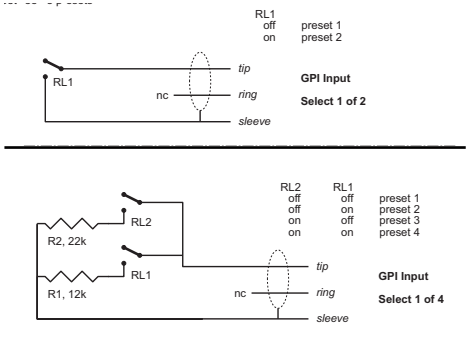 RL1
off preset 1
on preset 2
tip
RL1
GPI Input
nc ring
Select 1 of 2
sleeve
RL2 RL1
off off preset 1
off on preset 2
on off preset 3
on on preset 4
RL2
R2, 22k
tip
RL1
GPI Input
R1, 12k
nc ring
Select 1 of 4
sleeve